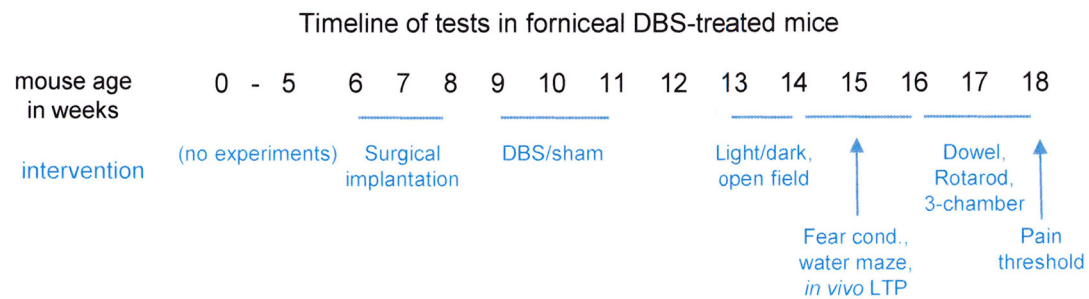 Timeline of tests in forniceal DBS-treated mice
mouse age
in weeks
0 - 5 6 7 8 9 10 11 12 13 14 15 16 17 18
intervention
(no experiments)
Surgical
implantation
DBS/sham
Light/dark,
open field
Fear cond.,
water maze,
in vivo LTP
Dowel,
Rotarod,
3-chamber
Pain
threshold